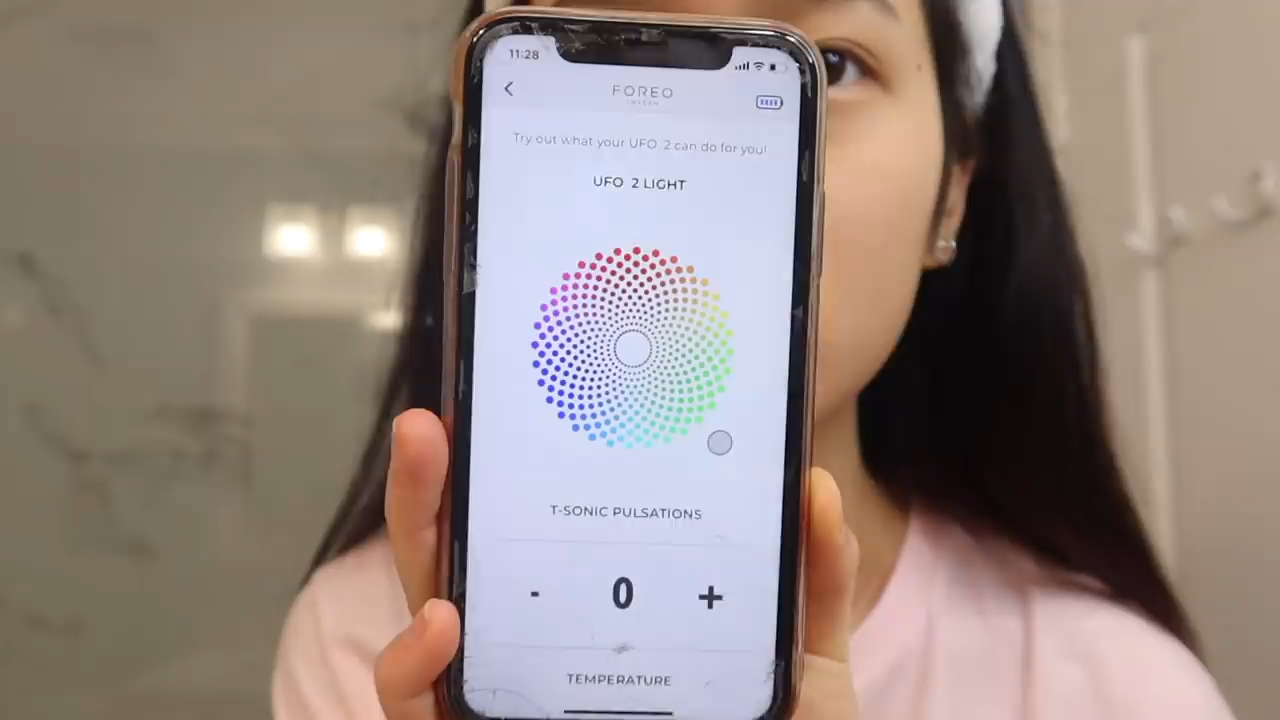 11:28
FOREO
SWEDEN
Try out what your UFO 2 can do for you!
UFO 2 LIGHT
T-SONIC PULSATIONS
- 0 +
TEMPERATURE